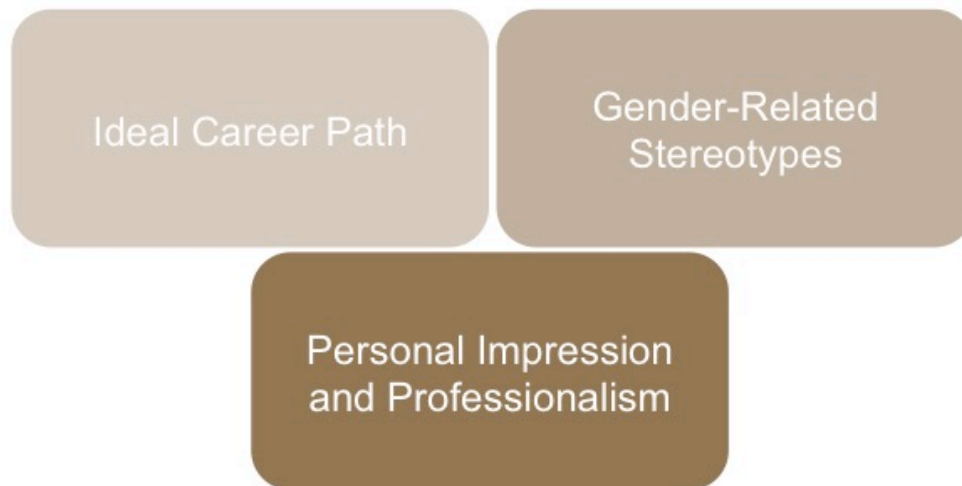 Ideal Career Path
Gender-Related
Stereotypes
Personal Impression
and Professionalism